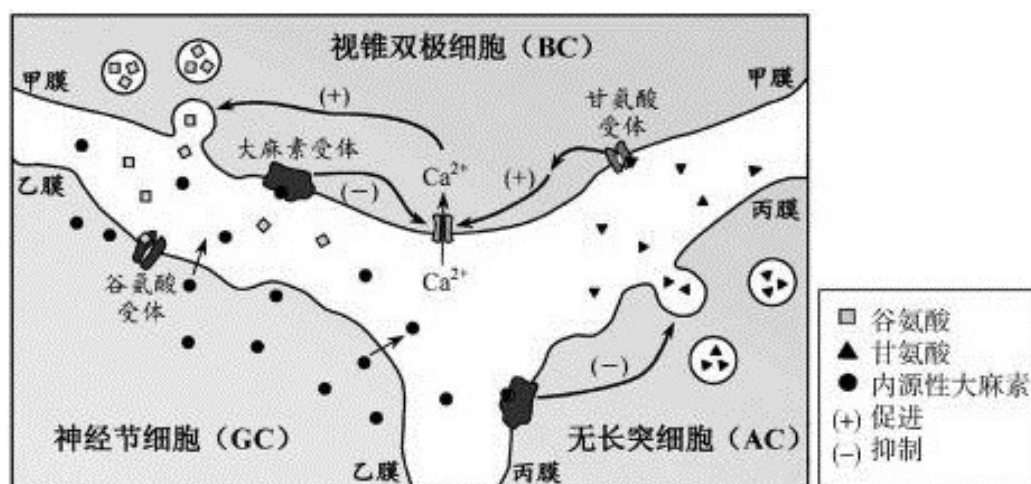 视锥双极细胞（BC）
甲膜
甲膜
(+)
甘氨酸
受体
大麻素受体
Ca²⁺
(−)
(+)
乙膜
丙膜
Ca²⁺
谷氨酸
受体
(−)
神经节细胞（GC）
无长突细胞（AC）
乙膜
丙膜
谷氨酸
甘氨酸
内源性大麻素
(+) 促进
(−) 抑制